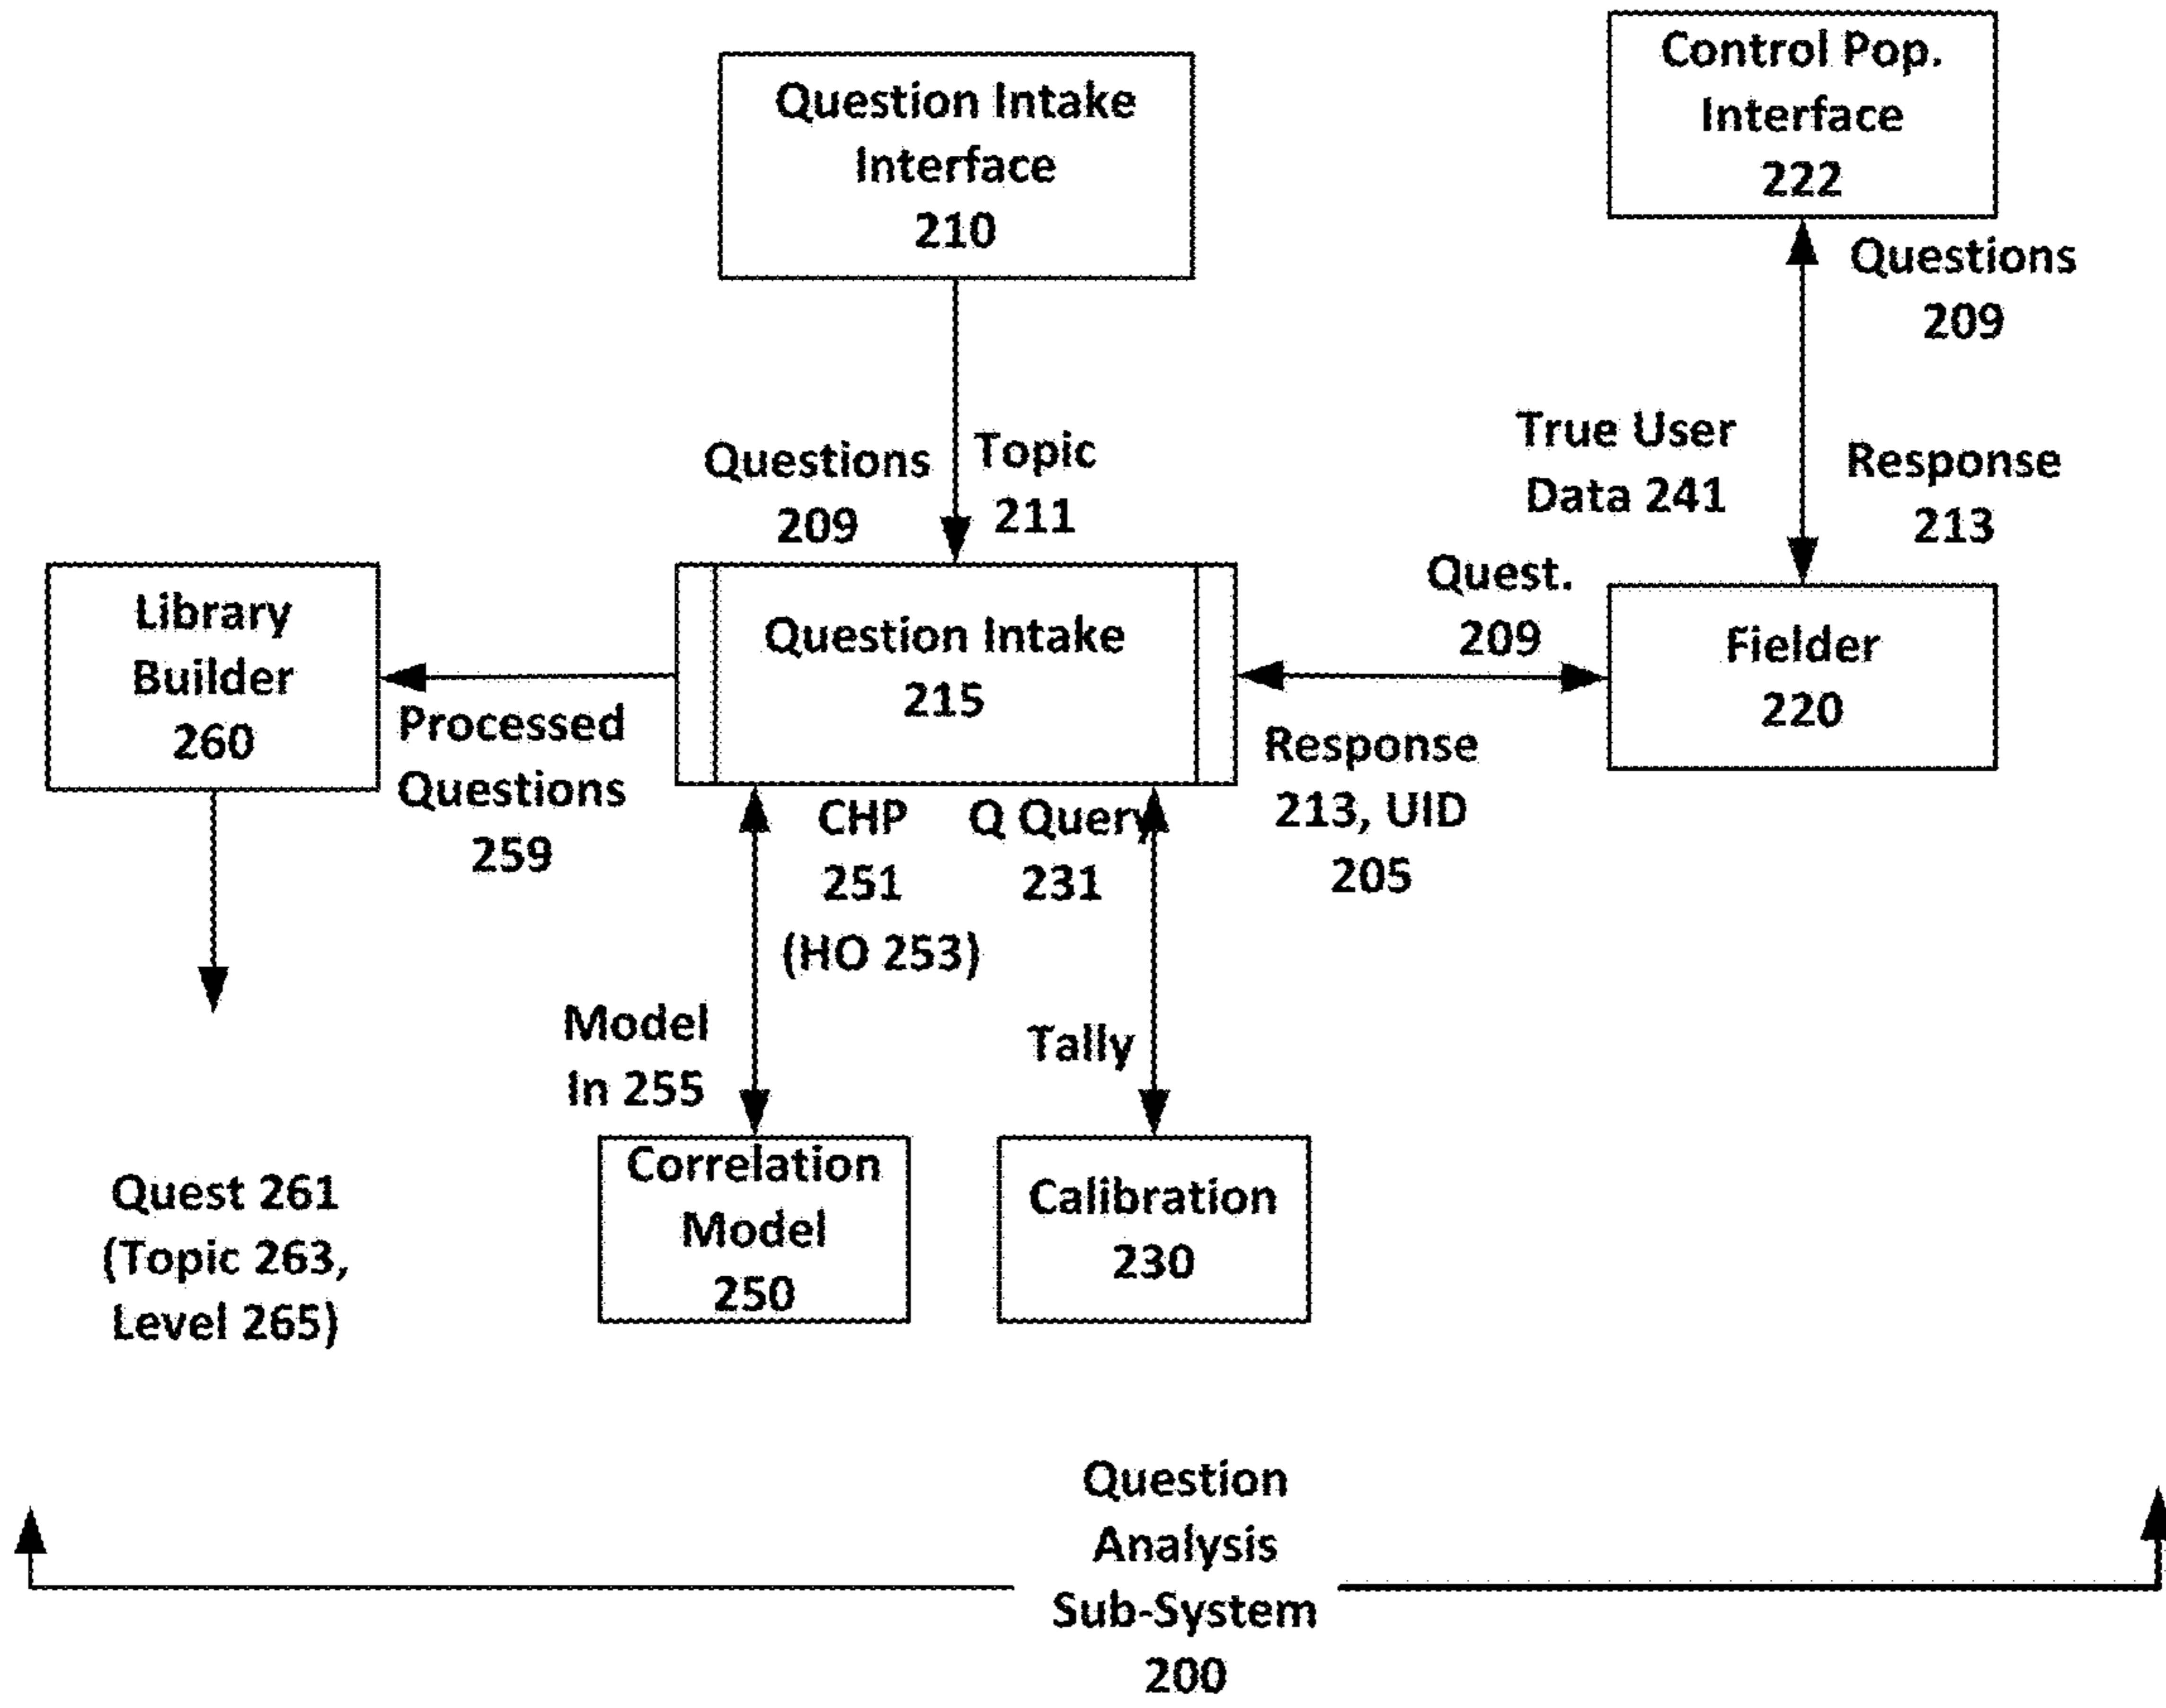 Control Pop.
Interface
222
Question Intake
Interface
210
Questions
209
True User
Data 241
Response
213
Questions
209
Topic
211
Library
Builder
260
Question Intake
215
Quest.
209
Fielder
220
Processed
Questions
259
Response
213, UID
205
CHP
251
(HO 253)
Q Query
231
Model
In 255
Tally
Correlation
Model
250
Calibration
230
Quest 261
(Topic 263,
Level 265)
Question
Analysis
Sub-System
200